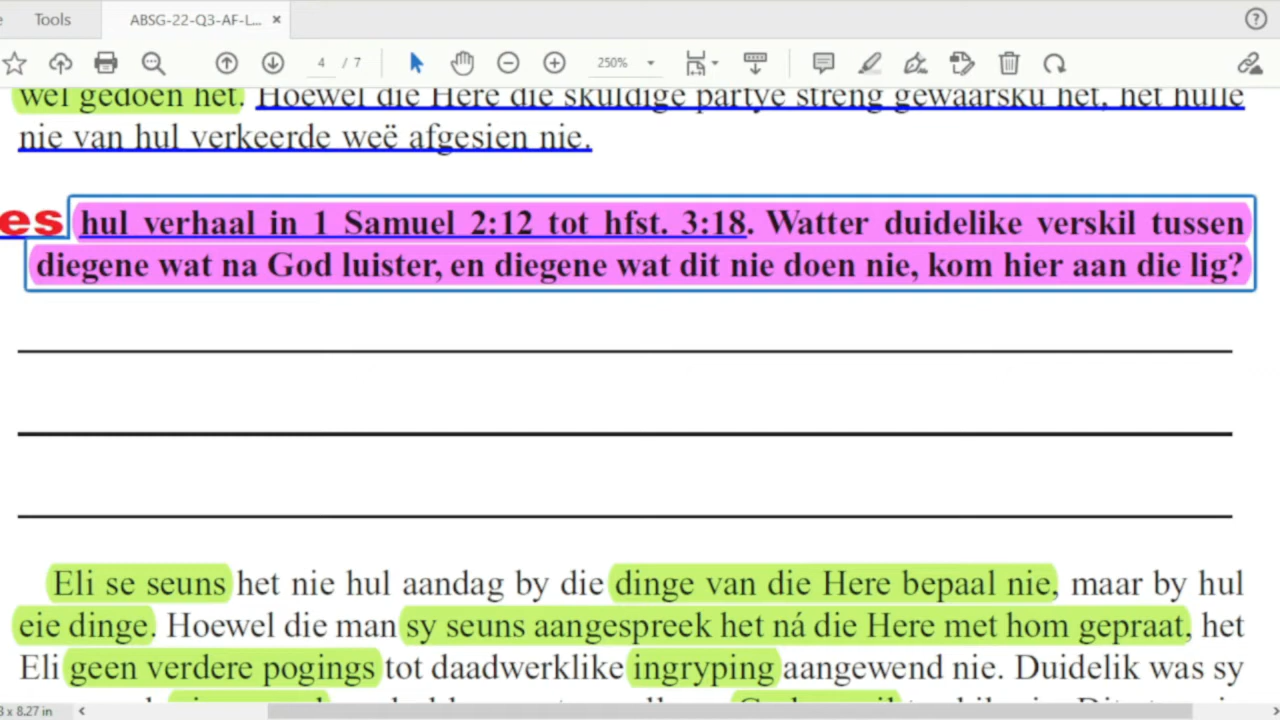 Tools
ABSG-22-Q3-AF-L... ×
4 / 7
250%
wel gedoen het. Hoewel die Here die skuldige partye streng gewaarsku het, het hulle
nie van hul verkeerde weë afgesien nie.
es hul verhaal in 1 Samuel 2:12 tot hfst. 3:18. Watter duidelike verskil tussen
diegene wat na God luister, en diegene wat dit nie doen nie, kom hier aan die lig?
Eli se seuns het nie hul aandag by die dinge van die Here bepaal nie, maar by hul
eie dinge. Hoewel die man sy seuns aangespreek het ná die Here met hom gepraat, het
Eli geen verdere pogings tot daadwerklike ingryping aangewend nie. Duidelik was sy
x 8.27 in